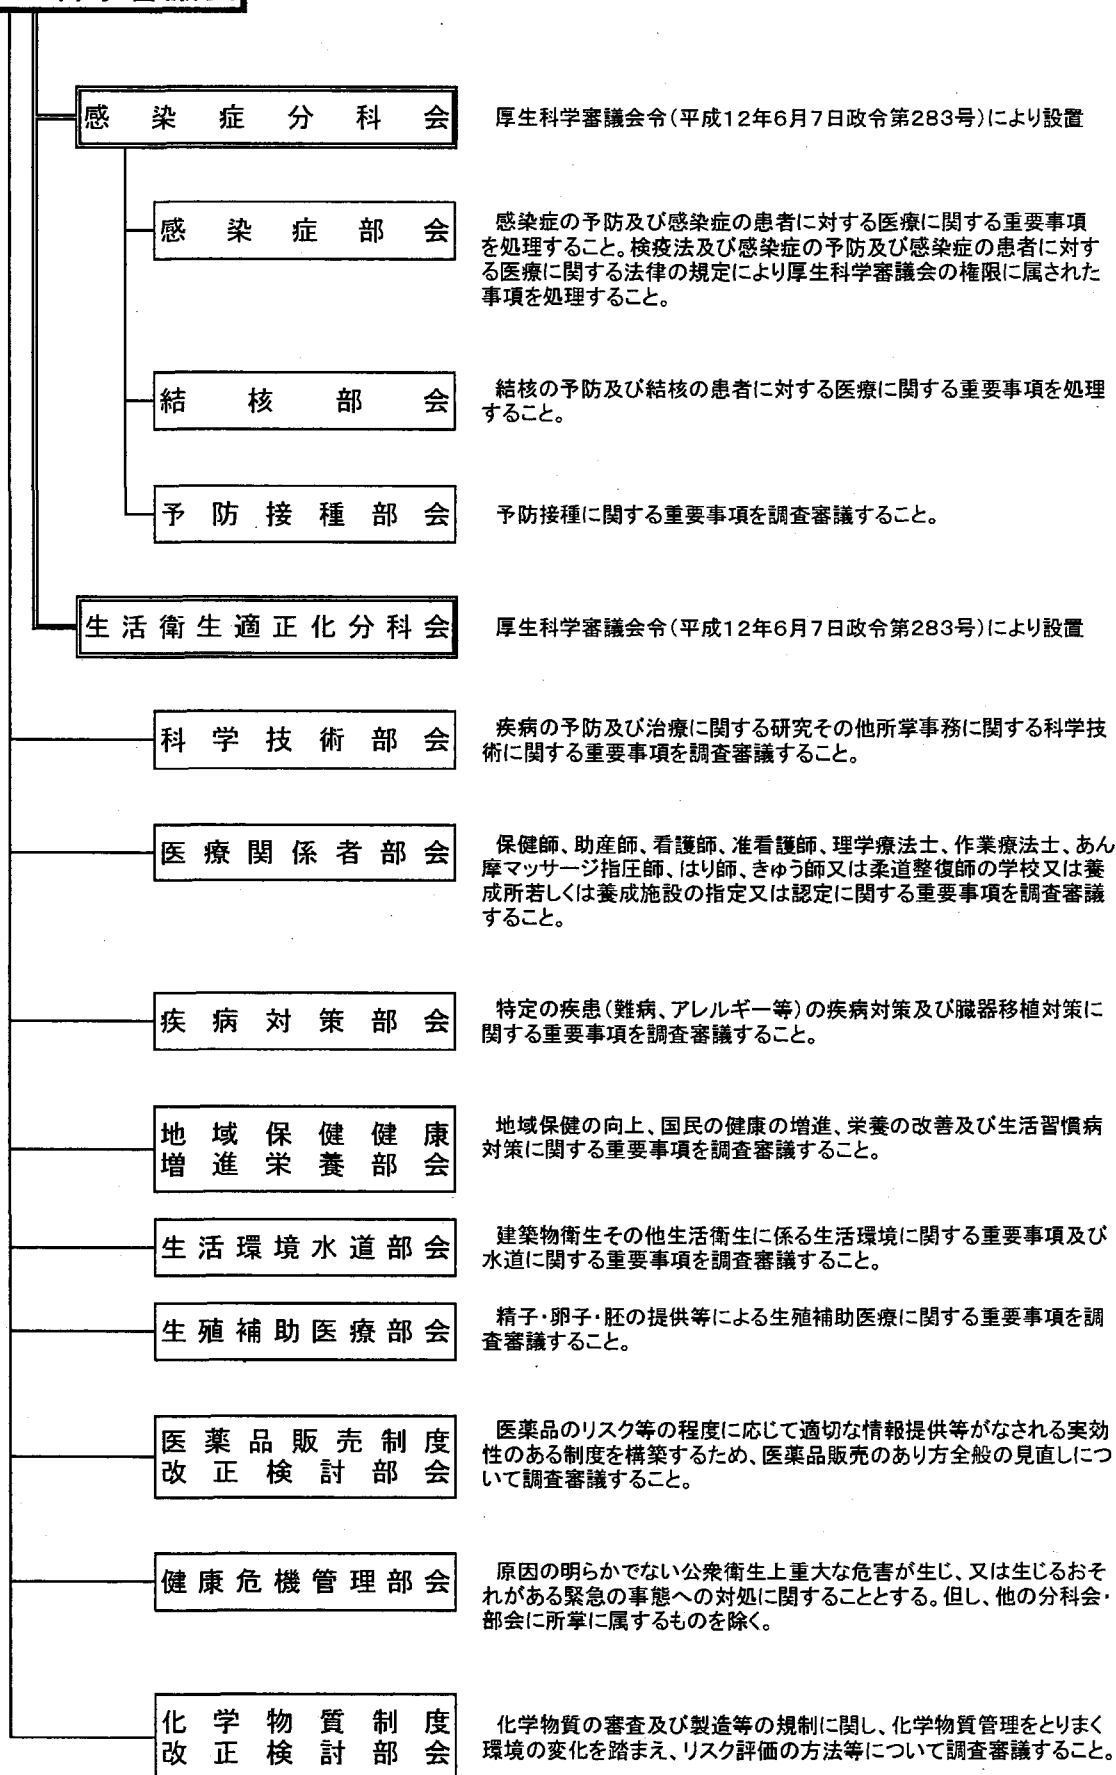 感染症分科会
厚生科学審議会令(平成12年6月7日政令第283号)により設置
感染症部会
感染症の予防及び感染症の患者に対する医療に関する重要事項
を処理すること。検疫法及び感染症の予防及び感染症の患者に対す
る医療に関する法律の規定により厚生科学審議会の権限に属された
事項を処理すること。
結核部会
結核の予防及び結核の患者に対する医療に関する重要事項を処理
すること。
予防接種部会
予防接種に関する重要事項を調査審議すること。
生活衛生適正化分科会
厚生科学審議会令(平成12年6月7日政令第283号)により設置
科学技術部会
疾病の予防及び治療に関する研究その他所掌事務に関する科学技
術に関する重要事項を調査審議すること。
医療関係者部会
保健師、助産師、看護師、准看護師、理学療法士、作業療法士、あん
摩マッサージ指圧師、はり師、きゅう師又は柔道整復師の学校又は養
成所若しくは養成施設の指定又は認定に関する重要事項を調査審議
すること。
疾病対策部会
特定の疾患(難病、アレルギー等)の疾病対策及び臓器移植対策に
関する重要事項を調査審議すること。
地域保健健康
増進栄養部会
地域保健の向上、国民の健康の増進、栄養の改善及び生活習慣病
対策に関する重要事項を調査審議すること。
生活環境水道部会
建築物衛生その他生活衛生に係る生活環境に関する重要事項及び
水道に関する重要事項を調査審議すること。
生殖補助医療部会
精子・卵子・胚の提供等による生殖補助医療に関する重要事項を調
査審議すること。
医薬品販売制度
改正検討部会
医薬品のリスク等の程度に応じて適切な情報提供等がなされる実効
性のある制度を構築するため、医薬品販売のあり方全般の見直しにつ
いて調査審議すること。
健康危機管理部会
原因の明らかでない公衆衛生上重大な危害が生じ、又は生じるおそ
れがある緊急の事態への対処に関することとする。但し、他の分科会・
部会に所掌に属するものを除く。
化学物質制度
改正検討部会
化学物質の審査及び製造等の規制に関し、化学物質管理をとりまく
環境の変化を踏まえ、リスク評価の方法等について調査審議すること。